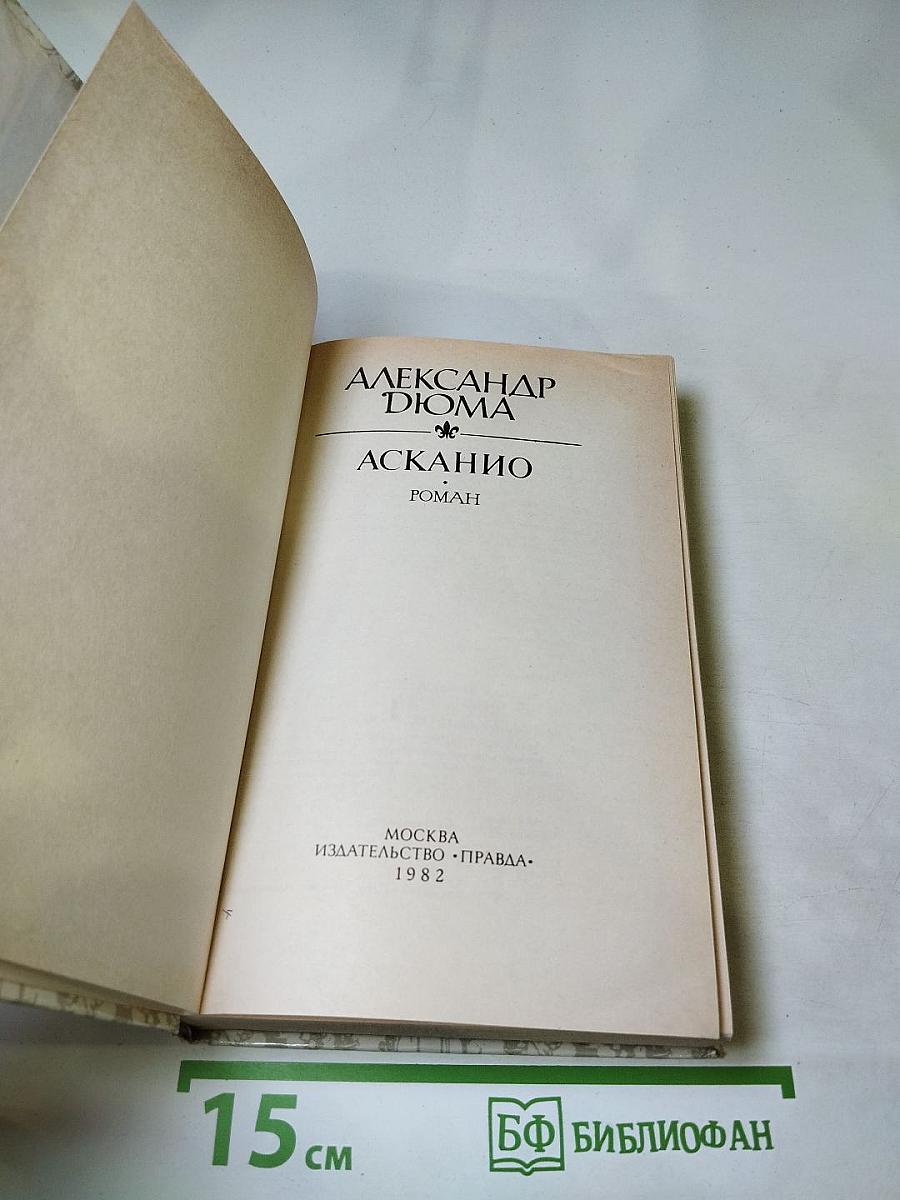 АЛЕКСАНДР
ДЮМА
АСКАНИО
РОМАН
МОСКВА
ИЗДАТЕЛЬСТВО •ПРАВДА•
1982
15 см
БФ БИБЛИОФАН